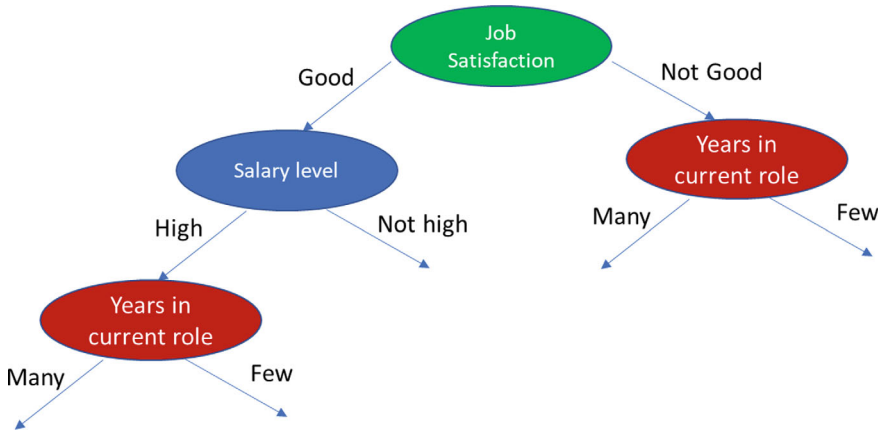 Job
Satisfaction
Good
Not Good
Salary level
Years in
current role
High
Not high
Many
Few
Years in
current role
Many
Few